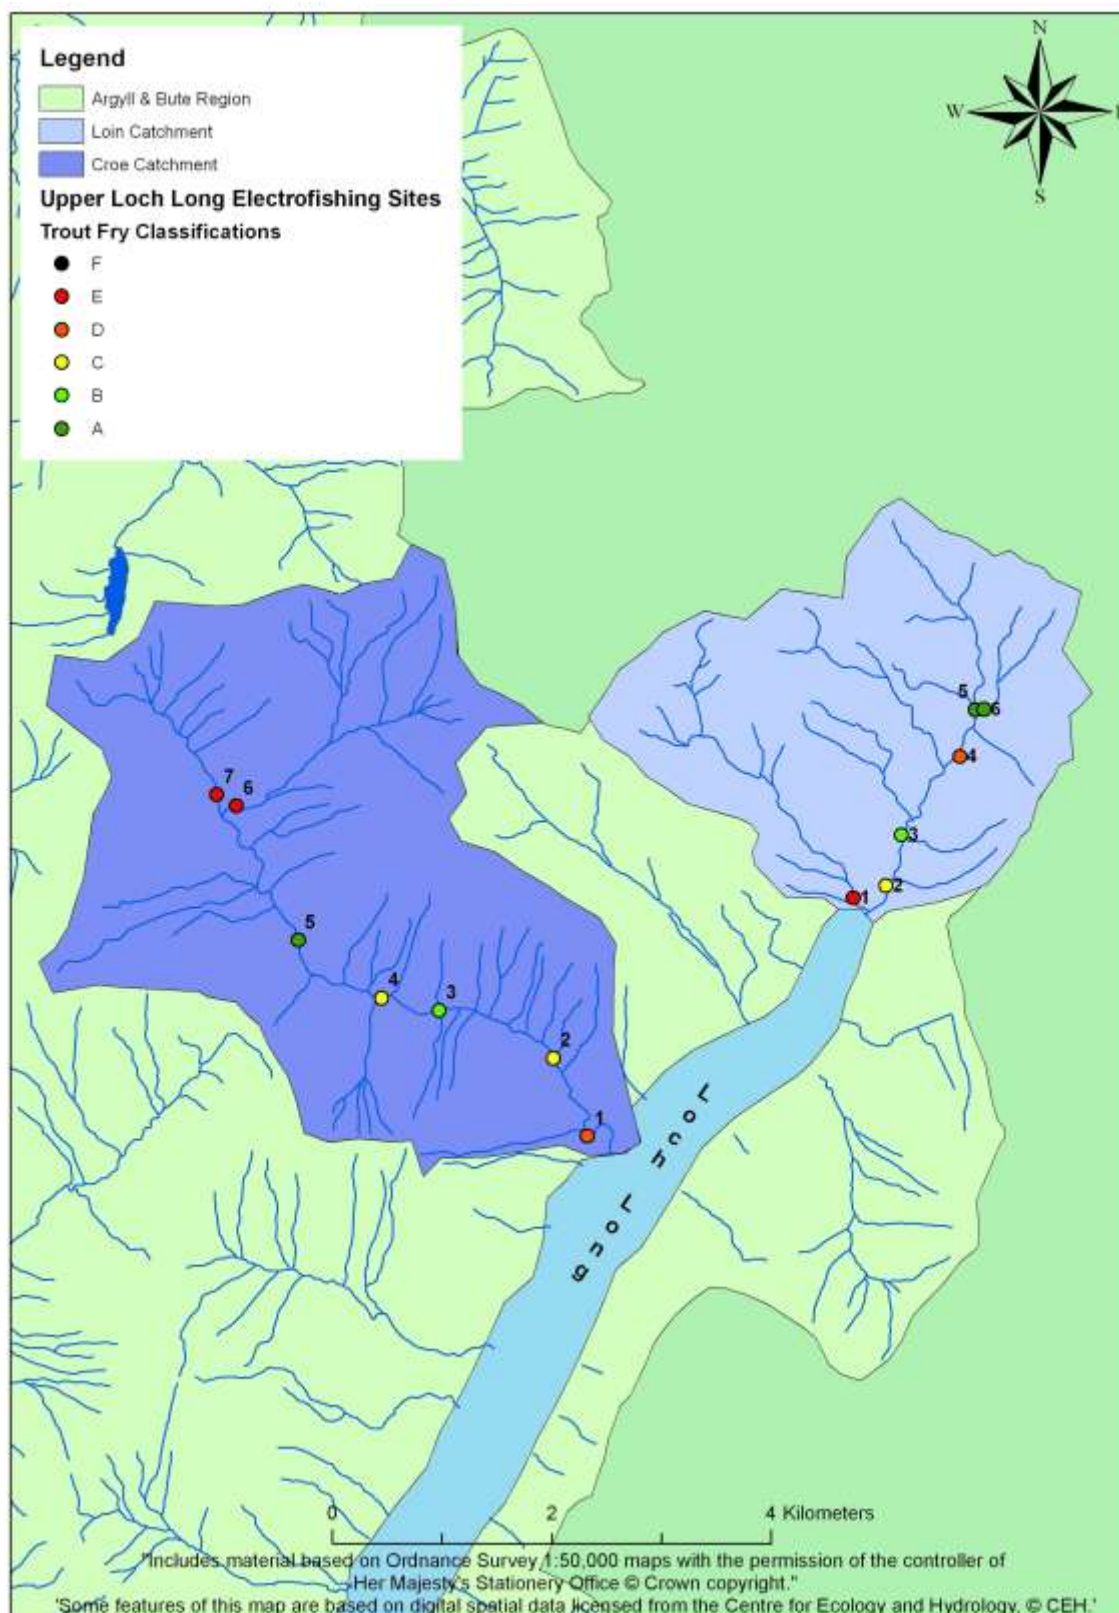 Legend
Argyll & Bute Region
Loin Catchment
Croe Catchment
Upper Loch Long Electrofishing Sites
Trout Fry Classifications
F
E
D
C
B
A
N
W
S
5
6
4
3
2
1
7
6
5
4
3
2
1
Loch Long
0 2 4 Kilometers
"Includes material based on Ordnance Survey 1:50,000 maps with the permission of the controller of
Her Majesty's Stationery Office © Crown copyright."
'Some features of this map are based on digital spatial data licensed from the Centre for Ecology and Hydrology, © CEH.'